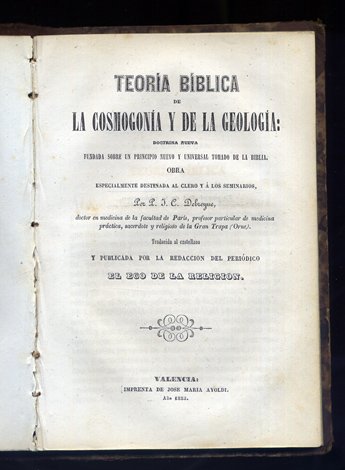 TEORÍA BÍBLICA
DE
LA COSMOGONÍA Y DE LA GEOLOGÍA:
DOCTRINA NUEVA
FUNDADA SOBRE UN PRINCIPIO NUEVO Y UNIVERSAL TOMADO DE LA BIBLIA.
OBRA
ESPECIALMENTE DESTINADA AL CLERO Y Á LOS SEMINARIOS,
Por P. J. C. Debreyne,
doctor en medicina de la facultad de París, profesor particular de medicina
práctica, sacerdote y religioso de la Gran Trapa (Orne).
Traducida al castellano
Y PUBLICADA POR LA REDACCION DEL PERIÓDICO
EL ECO DE LA RELIGION.
VALENCIA:
IMPRENTA DE JOSE MARIA AYOLDI.
Año